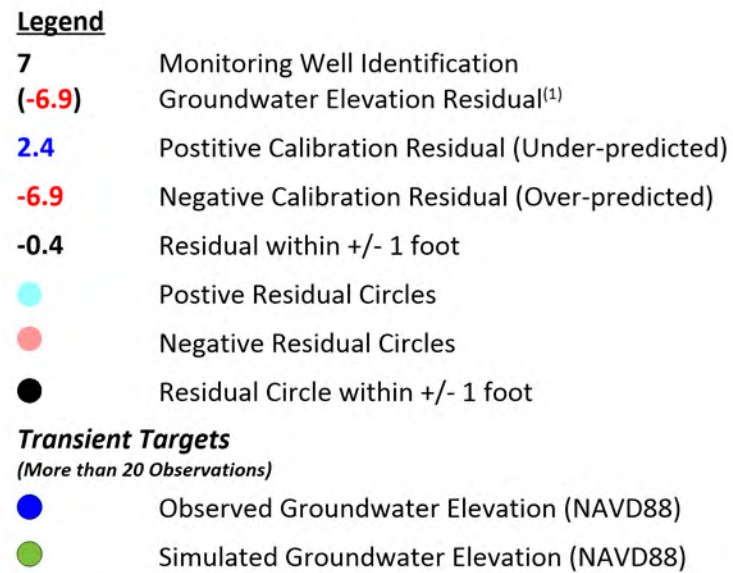 Legend
7 Monitoring Well Identification
(-6.9) Groundwater Elevation Residual(1)
2.4 Postitive Calibration Residual (Under-predicted)
-6.9 Negative Calibration Residual (Over-predicted)
-0.4 Residual within +/- 1 foot
Postive Residual Circles
Negative Residual Circles
Residual Circle within +/- 1 foot
Transient Targets
(More than 20 Observations)
Observed Groundwater Elevation (NAVD88)
Simulated Groundwater Elevation (NAVD88)